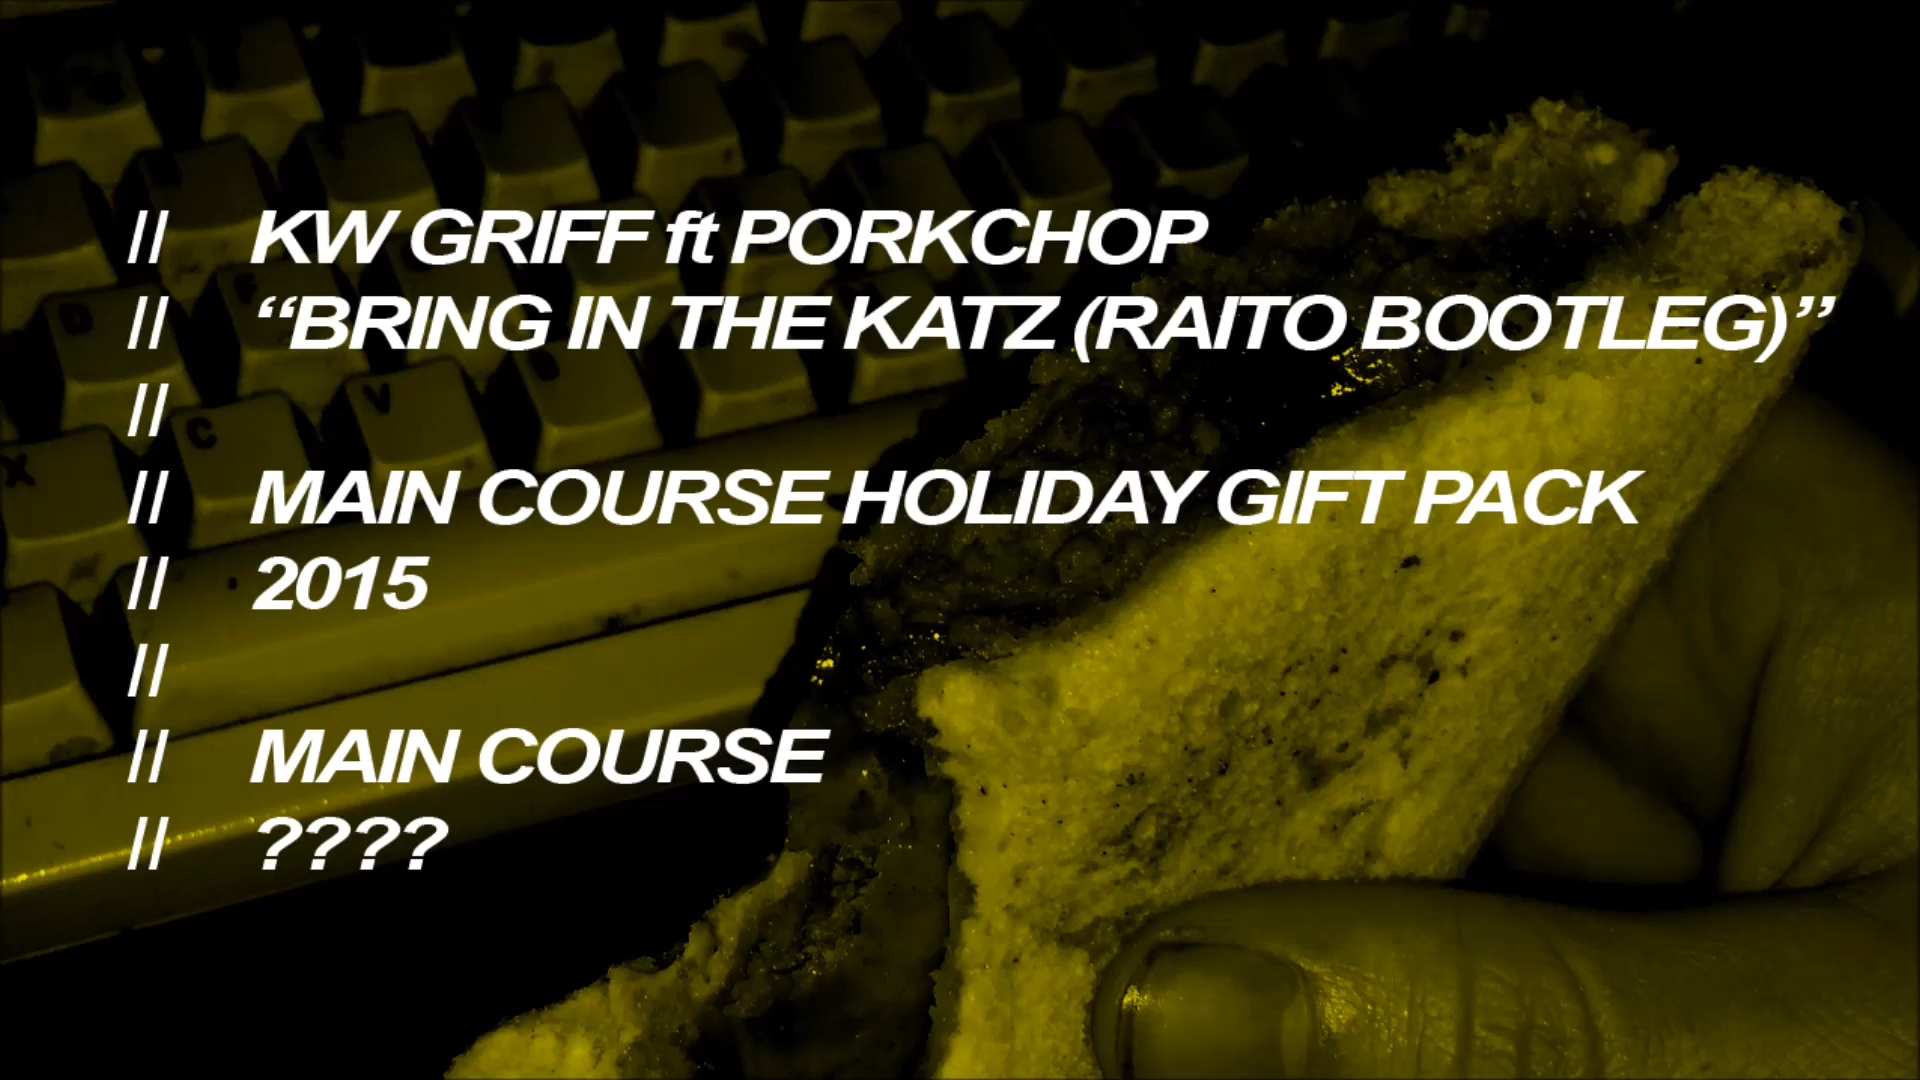 // KW GRIFF ft PORKCHOP
// “BRING IN THE KATZ (RAITO BOOTLEG)”
//
// MAIN COURSE HOLIDAY GIFT PACK
// 2015
//
// MAIN COURSE
// ????
X C V